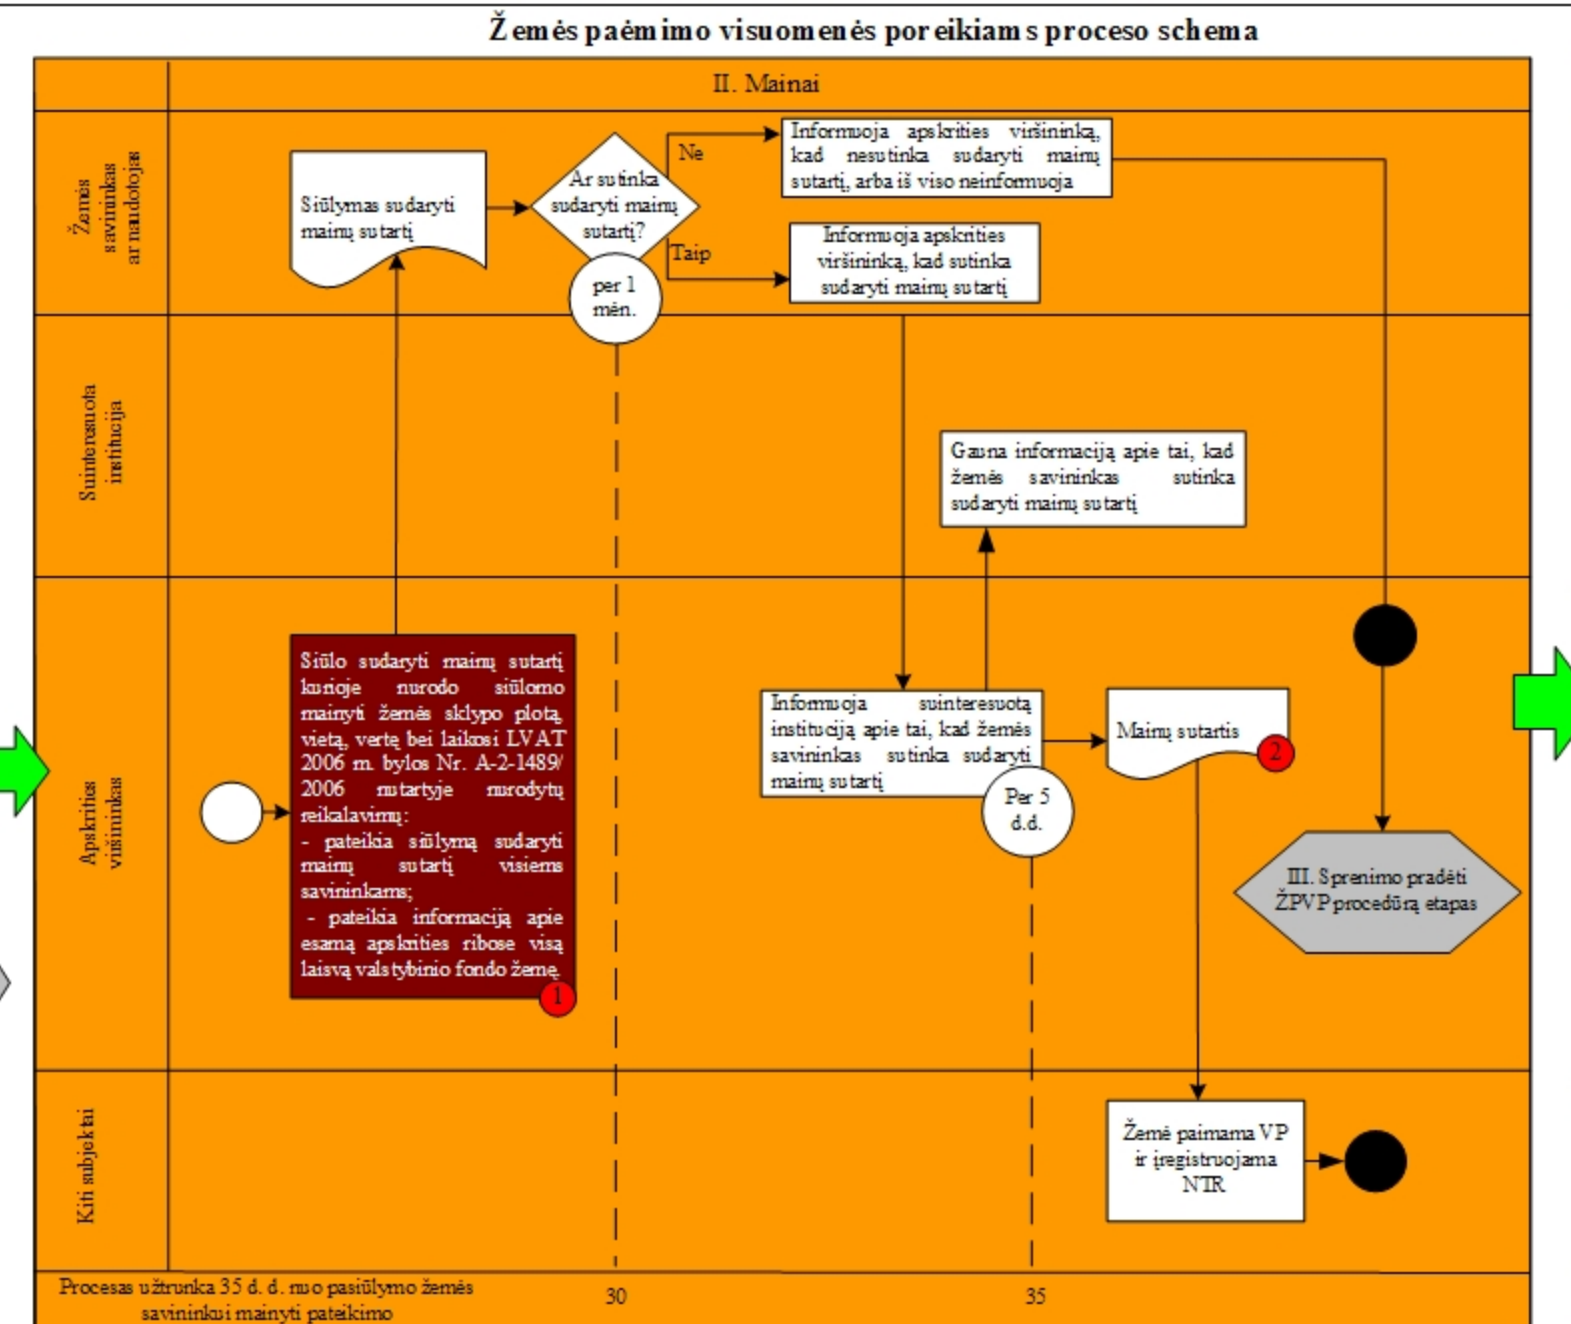 Žemės paėmimo visuomenės poreikiams proceso schema
II. Mainai
Žemės
savininkas
ar naudotojas
Siūlymas sudaryti
mainų sutartį
Ar sutinka
sudaryti mainų
sutartį?
per 1
mėn.
Ne
Taip
Informuoja apskrities viršininką,
kad nesutinka sudaryti mainų
sutartį, arba iš viso neinformuoja
Informuoja apskrities
viršininką, kad sutinka
sudaryti mainų sutartį
Suinteresuota
institucija
Gauna informaciją apie tai, kad
žemės savininkas sutinka
sudaryti mainų sutartį
Apskrities
viršininkas
Siūlo sudaryti mainų sutartį
kurioje nurodo siūlomo
mainyti žemės sklypo plotą,
vietą, vertę bei laikosi LVAT
2006 m. bylos Nr. A-2-1489/
2006 nutartyje nurodytų
reikalavimų:
- pateikia siūlymą sudaryti
mainų sutartį visiems
savininkams;
- pateikia informaciją apie
esamą apskrities ribose visą
laisvą valstybinio fondo žemę.
1
Informuoja suinteresuotą
instituciją apie tai, kad žemės
savininkas sutinka sudaryti
mainų sutartį
Per 5
d.d.
Mainų sutartis
2
III. Sprenimo pradėti
ŽPVP procedūrą etapas
Kiti subjektai
Žemė paimama VP
ir įregistruojama
NTR
Procesas užtrunka 35 d. d. nuo pasiūlymo žemės
savininkui mainyti pateikimo
30
35